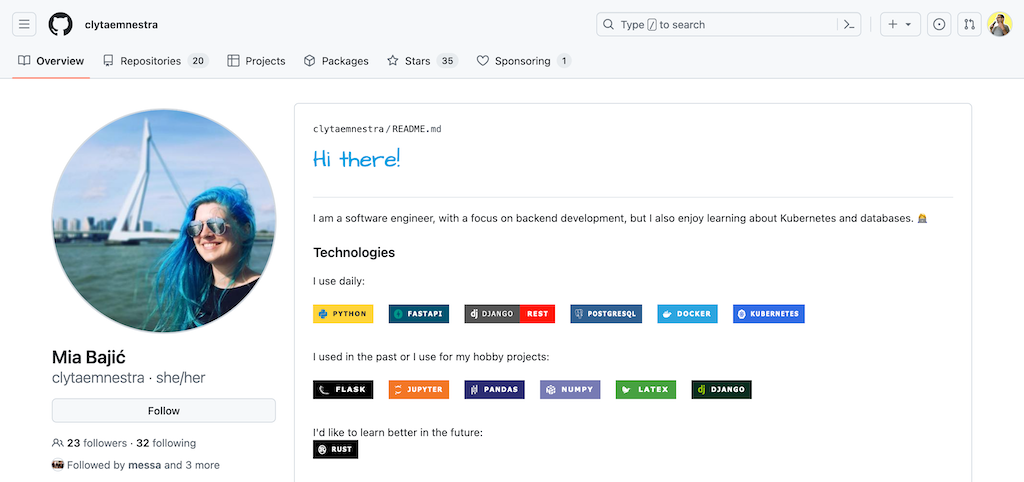 clytaemnestra
Type / to search
Overview
Repositories 20
Projects
Packages
Stars 35
Sponsoring 1
clytaemnestra/README.md
Hi there!
I am a software engineer, with a focus on backend development, but I also enjoy learning about Kubernetes and databases.
Technologies
I use daily:
PYTHON FASTAPI dj DJANGO REST POSTGRESQL DOCKER KUBERNETES
I used in the past or I use for my hobby projects:
FLASK JUPYTER PANDAS NUMPY LATEX dj DJANGO
I'd like to learn better in the future:
RUST
Mia Bajić
clytaemnestra · she/her
Follow
23 followers · 32 following
Followed by messa and 3 more